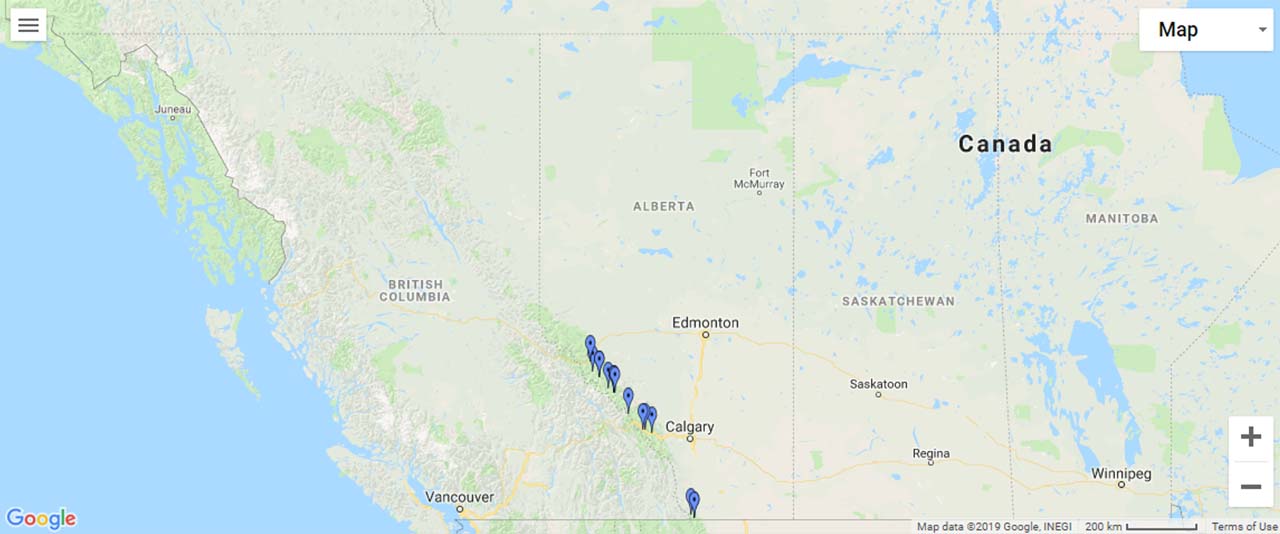 Map
Juneau
Canada
Fort
McMurray
ALBERTA
MANITOBA
BRITISH
COLUMBIA
SASKATCHEWAN
Edmonton
Saskatoon
Calgary
Regina
Winnipeg
Vancouver
Google
Map data ©2019 Google, INEGI
200 km
Terms of Use